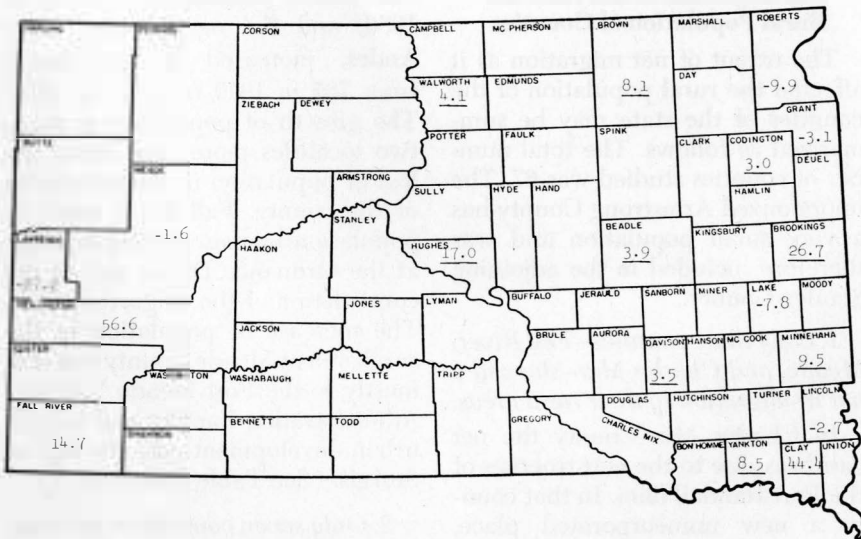 CORSON
CAMPBELL
MC PHERSON
BROWN
MARSHALL
ROBERTS
WALWORTH
4.1
EDMUNDS
8.1
DAY
-9.9
GRANT
ZIEBACH
DEWEY
POTTER
FAULK
SPINK
CLARK
CODINGTON
3.0
-3.1
DEUEL
HAMLIN
ARMSTRONG
SULLY
HYDE
HAND
STANLEY
-1.6
HAAKON
HUGHES
17.0
BEADLE
3.9
KINGSBURY
BROOKINGS
26.7
56.6
JONES
LYMAN
BUFFALO
JERAULD
SANBORN
MINER
LAKE
-7.8
MOODY
JACKSON
BRULE
AURORA
DAVISON
3.5
HANSON
MC COOK
MINNEHAHA
9.5
WASHINGTON
WASHABAUGH
MELLETTE
TRIPP
DOUGLAS
HUTCHINSON
TURNER
LINCOLN
-2.7
FALL RIVER
14.7
BENNETT
TODD
GREGORY
CHARLES MIX
BON HOMME
YANKTON
8.5
CLAY
44.1
UNION